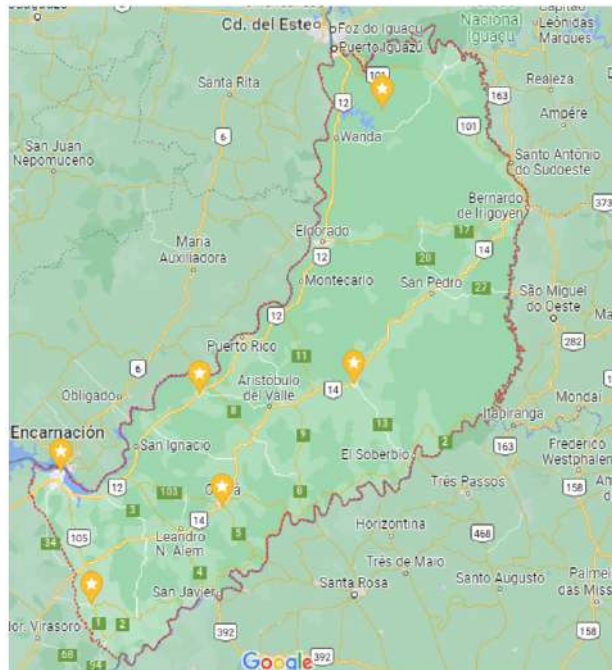 Cd. del Este
Foz do Iguaçu
Puerto Iguazú
Nacional
Iguaçu
Capitão
Leônidas
Marques
Santa Rita
101
12
163
Realeza
6
Wanda
Ampére
San Juan
Nepomuceno
101
Santo Antônio
do Sudoeste
Bernardo
de Irigoyen
373
Maria
Auxiliadora
Eldorado
17
12
14
20
Montecarlo
San Pedro
27
São Miguel
do Oeste
12
282
Puerto Rico
6
11
Obligado
Aristóbulo
del Valle
14
8
13
Mondaí
Itapiranga
Encarnación
San Ignacio
9
2
El Soberbio
163
Frederico
Westphalen
12
103
6
Três Passos
158
3
105
14
5
468
34
Leandro
N. Alem
Horizontina
4
Três de Maio
San Javier
Santa Rosa
Santo Augusto
Palmei
das Miss
Virasoro
1
2
392
158
68
94
Google
392